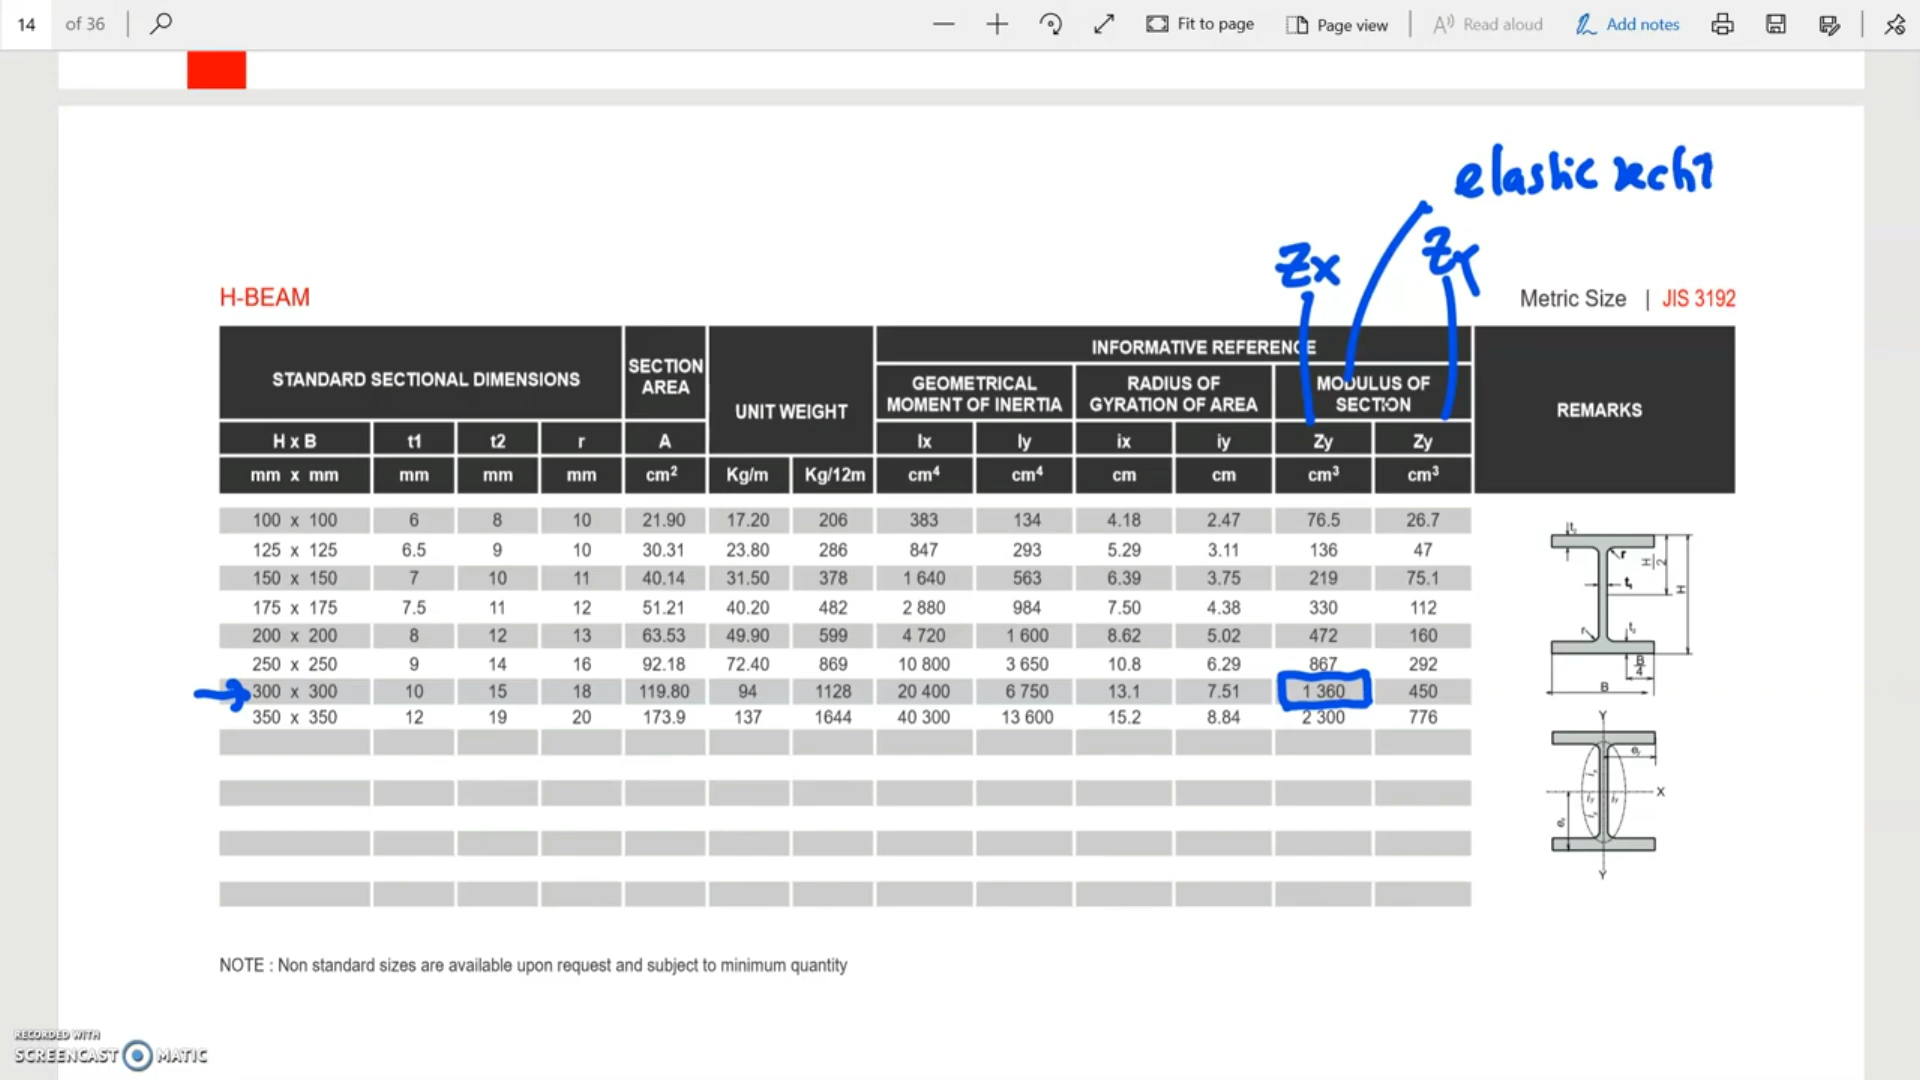 14 of 36 Fit to page Page view Read aloud Add notes
elastic
Zx Zy
H-BEAM Metric Size | JIS 3192
STANDARD SECTIONAL DIMENSIONS SECTION AREA UNIT WEIGHT INFORMATIVE REFERENCE REMARKS
GEOMETRICAL MOMENT OF INERTIA RADIUS OF GYRATION OF AREA MODULUS OF SECTION
H x B t1 t2 r A Ix Iy ix iy Zy Zy
mm x mm mm mm mm cm² Kg/m Kg/12m cm⁴ cm⁴ cm cm cm³ cm³
100 x 100 6 8 10 21.90 17.20 206 383 134 4.18 2.47 76.5 26.7
125 x 125 6.5 9 10 30.31 23.80 286 847 293 5.29 3.11 136 47
150 x 150 7 10 11 40.14 31.50 378 1 640 563 6.39 3.75 219 75.1
175 x 175 7.5 11 12 51.21 40.20 482 2 880 984 7.50 4.38 330 112
200 x 200 8 12 13 63.53 49.90 599 4 720 1 600 8.62 5.02 472 160
250 x 250 9 14 16 92.18 72.40 869 10 800 3 650 10.8 6.29 867 292
300 x 300 10 15 18 119.80 94 1128 20 400 6 750 13.1 7.51 1 360 450
350 x 350 12 19 20 173.9 137 1644 40 300 13 600 15.2 8.84 2 300 776
H/2
H
r
B/4
B
Y
X
Y
NOTE : Non standard sizes are available upon request and subject to minimum quantity
RECORDED WITH
SCREENCAST MATIC